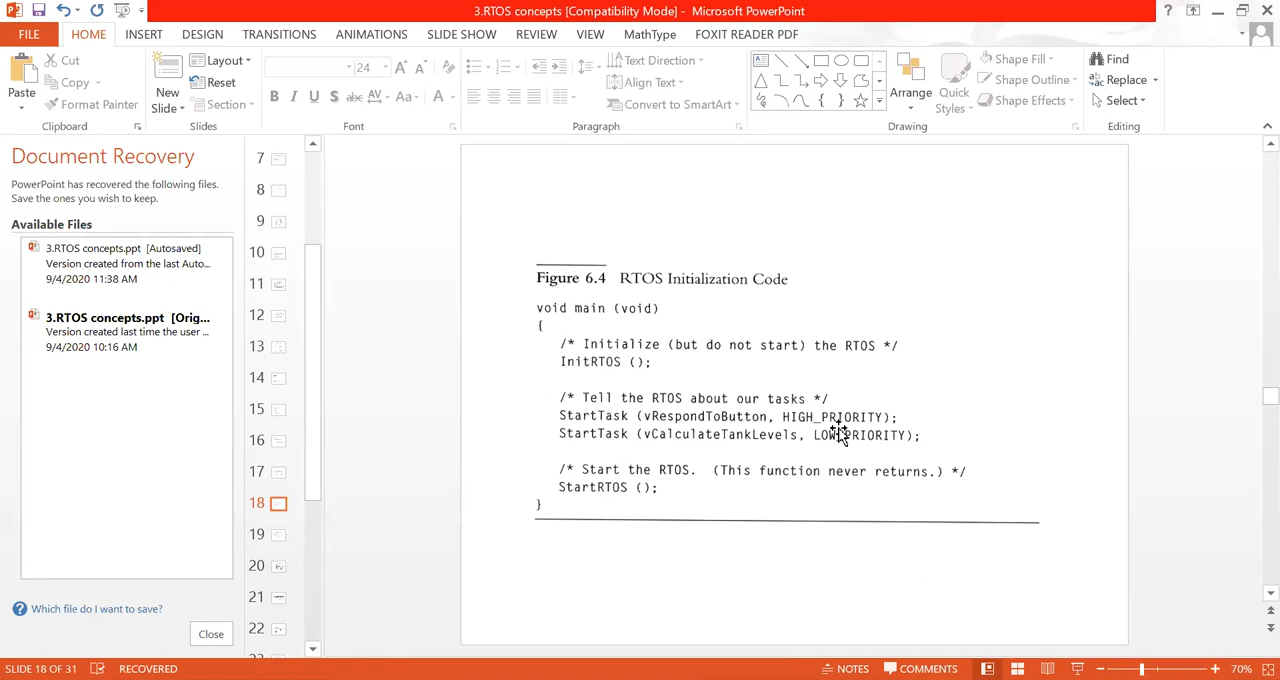 3.RTOS concepts [Compatibility Mode] - Microsoft PowerPoint
?
FILE HOME INSERT DESIGN TRANSITIONS ANIMATIONS SLIDE SHOW REVIEW VIEW MathType FOXIT READER PDF
Paste
Cut
Copy
Format Painter
Clipboard
New
Slide
Layout
Reset
Section
Slides
24
B I U S abc AV Aa A
Font
Text Direction
Align Text
Convert to SmartArt
Paragraph
Arrange
Quick
Styles
Shape Fill
Shape Outline
Shape Effects
Drawing
Find
Replace
Select
Editing
Document Recovery
PowerPoint has recovered the following files.
Save the ones you wish to keep.
Available Files
3.RTOS concepts.ppt [Autosaved]
Version created from the last Auto...
9/4/2020 11:38 AM
3.RTOS concepts.ppt [Orig...
Version created last time the user ...
9/4/2020 10:16 AM
? Which file do I want to save?
Close
7
8
9
10
11
12
13
14
15
16
17
18
19
20
21
22
Figure 6.4 RTOS Initialization Code
void main (void)
{
/* Initialize (but do not start) the RTOS */
InitRTOS ();
/* Tell the RTOS about our tasks */
StartTask (vRespondToButton, HIGH_PRIORITY);
StartTask (vCalculateTankLevels, LOW_PRIORITY);
/* Start the RTOS. (This function never returns.) */
StartRTOS ();
}
SLIDE 18 OF 31 RECOVERED NOTES COMMENTS 70%